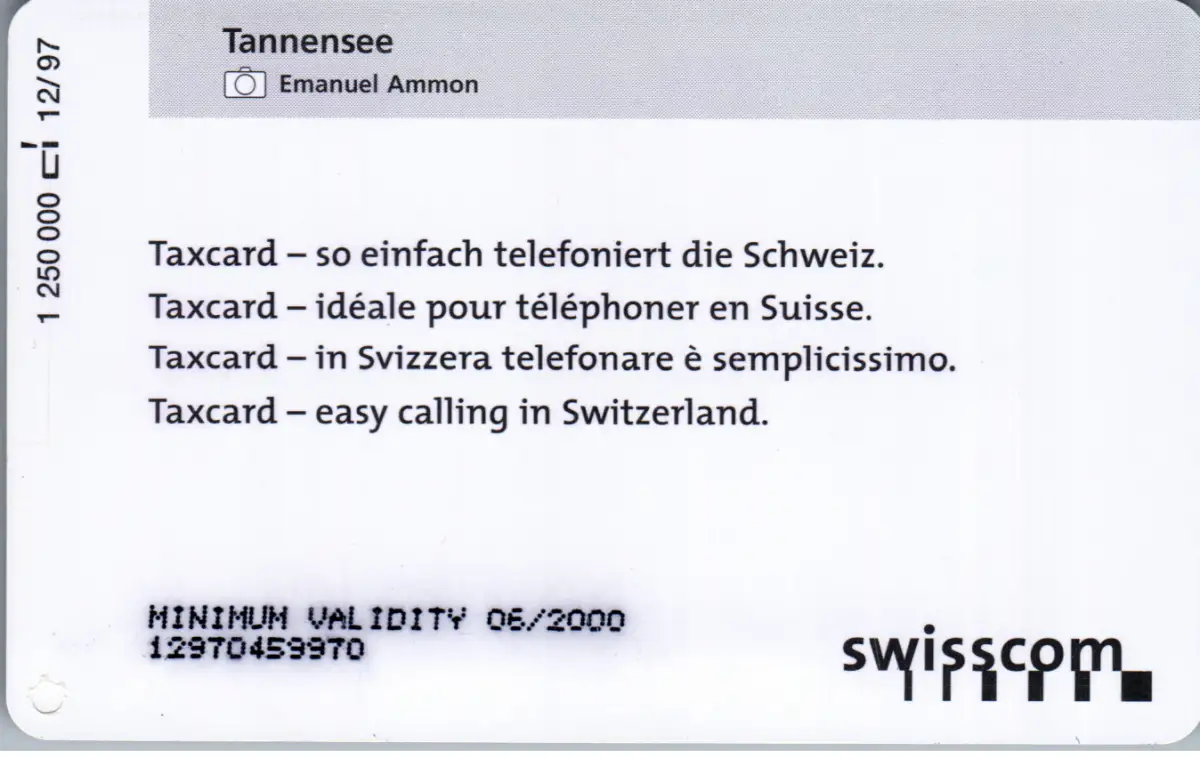 Tannensee
Emanuel Ammon
1 250 000 12/97
Taxcard – so einfach telefoniert die Schweiz.
Taxcard – idéale pour téléphoner en Suisse.
Taxcard – in Svizzera telefonare è semplicissimo.
Taxcard – easy calling in Switzerland.
MINIMUM VALIDITY 06/2000
12970459970
swisscom